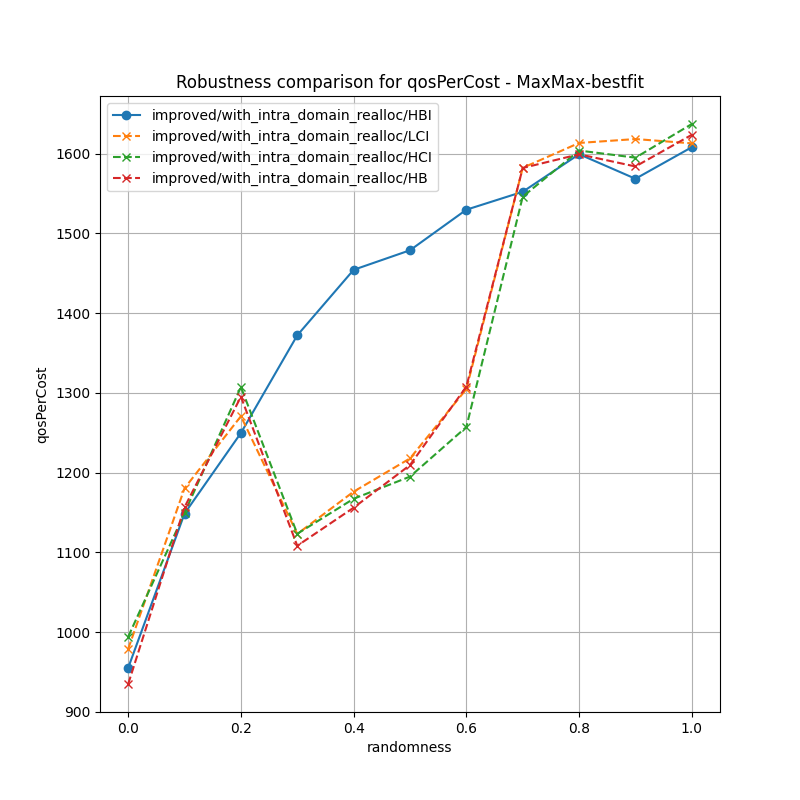 Robustness comparison for qosPerCost - MaxMax-bestfit
improved/with_intra_domain_realloc/HBI
improved/with_intra_domain_realloc/LCI
improved/with_intra_domain_realloc/HCI
improved/with_intra_domain_realloc/HB
1600
1500
1400
1300
1200
1100
1000
900
qosPerCost
0.0 0.2 0.4 0.6 0.8 1.0
randomness